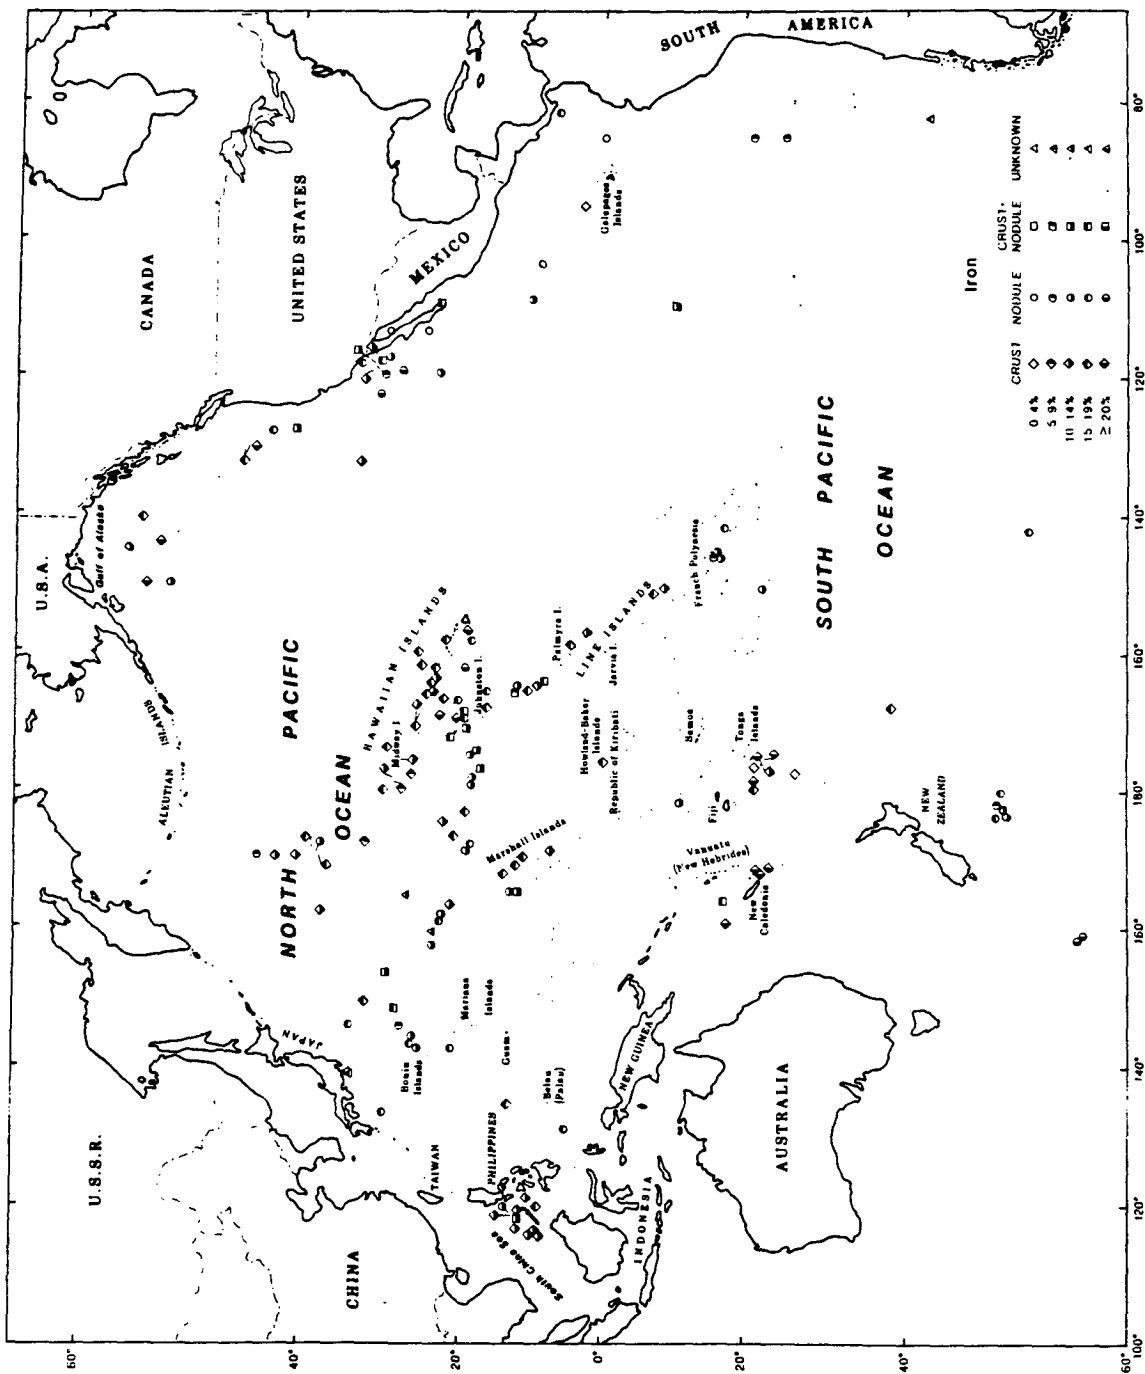 U.S.S.R.
CHINA
JAPAN
TAIWAN
PHILIPPINES
South China Sea
INDONESIA
NEW GUINEA
AUSTRALIA
Bonin
Islands
Mariana
Islands
Guam
Belau
(Palau)
ALEUTIAN
ISLANDS
U.S.A.
Gulf of Alaska
CANADA
UNITED STATES
MEXICO
SOUTH AMERICA
NORTH PACIFIC
OCEAN
HAWAIIAN ISLANDS
Midway I.
Johnston I.
Marshall Islands
Palmyra I.
LINE ISLANDS
Jarvis I.
Howland-Baker
Islands
Republic of Kiribati
French Polynesia
Samoa
Tonga
Islands
Fiji
Vanuatu
(New Hebrides)
New
Caledonia
NEW
ZEALAND
Galapagos
Islands
SOUTH PACIFIC
OCEAN
Iron
CRUST NODULE CRUST+
NODULE UNKNOWN
0 4%
5 9%
10 14%
15 19%
≥ 20%
60°
40°
20°
0°
20°
40°
60°
100°
120°
140°
160°
180°
160°
140°
120°
100°
80°